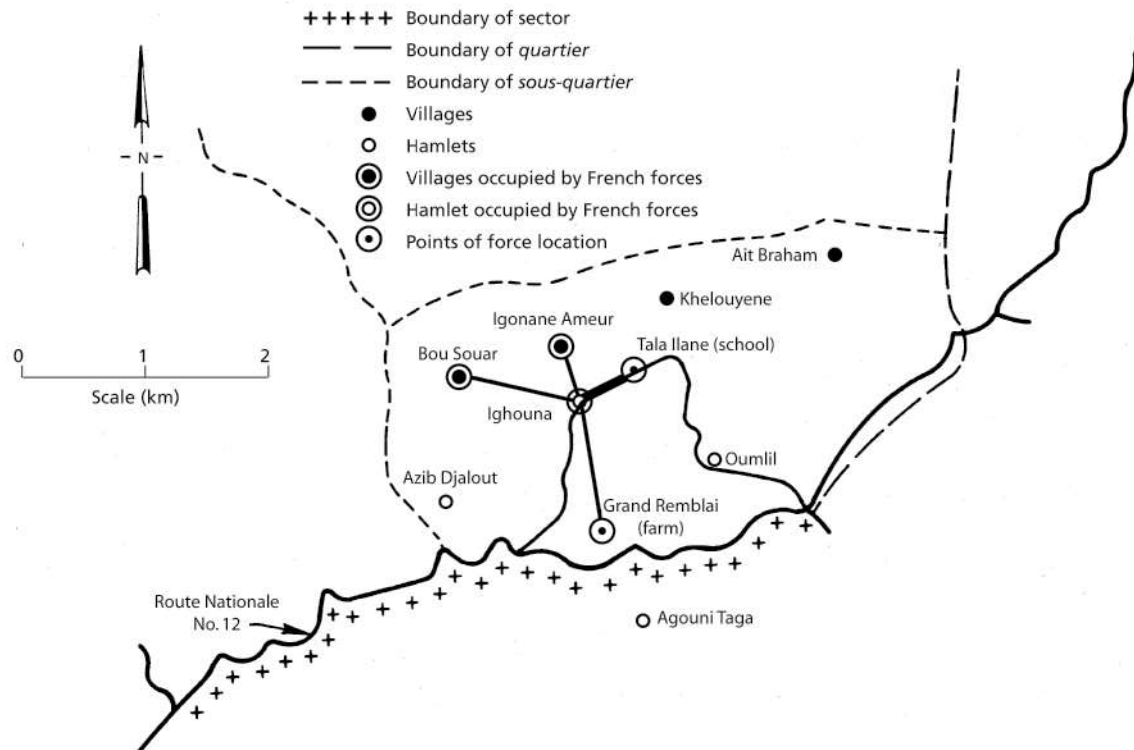 Boundary of sector
Boundary of quartier
Boundary of sous-quartier
Villages
Hamlets
Villages occupied by French forces
Hamlet occupied by French forces
Points of force location
N
0 1 2
Scale (km)
Ait Braham
Khelouyene
Igonane Ameur
Tala Ilane (school)
Bou Souar
Ighouna
Oumlil
Azib Djalout
Grand Remblai
(farm)
Route Nationale
No. 12
Agouni Taga